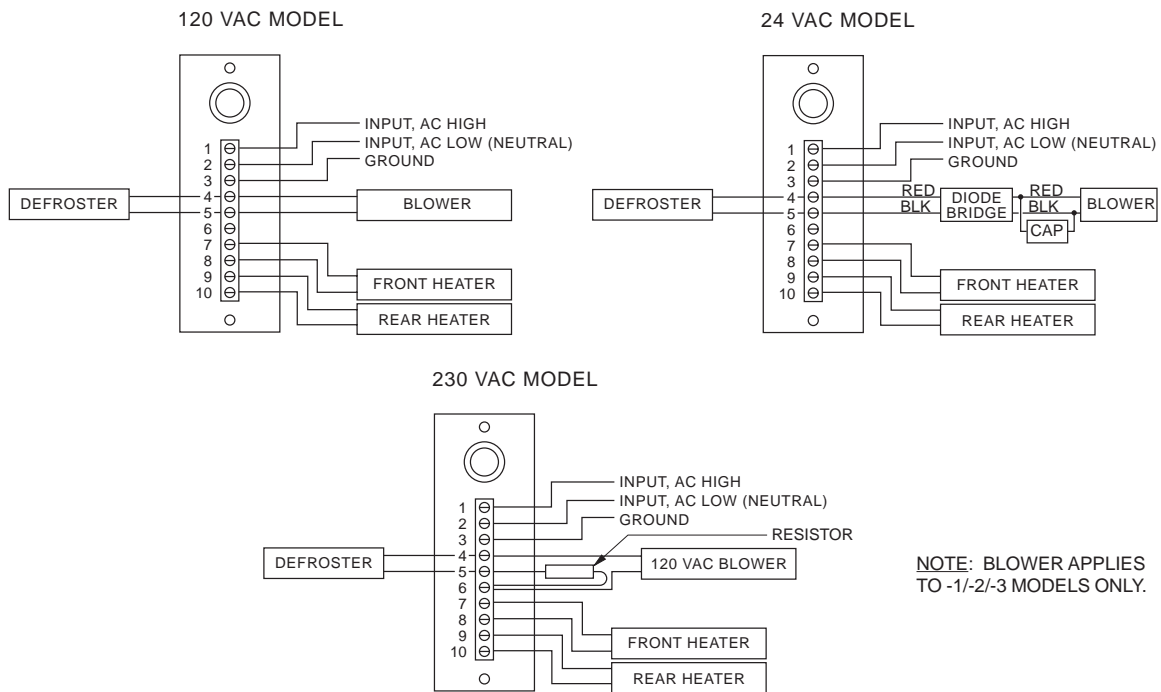 120 VAC MODEL
INPUT, AC HIGH
INPUT, AC LOW (NEUTRAL)
GROUND
1
2
3
4
5
6
7
8
9
10
DEFROSTER
BLOWER
FRONT HEATER
REAR HEATER
24 VAC MODEL
INPUT, AC HIGH
INPUT, AC LOW (NEUTRAL)
GROUND
1
2
3
4
5
6
7
8
9
10
DEFROSTER
RED
BLK
DIODE
BRIDGE
RED
BLK
BLOWER
CAP
FRONT HEATER
REAR HEATER
230 VAC MODEL
INPUT, AC HIGH
INPUT, AC LOW (NEUTRAL)
GROUND
RESISTOR
1
2
3
4
5
6
7
8
9
10
DEFROSTER
120 VAC BLOWER
FRONT HEATER
REAR HEATER
NOTE: BLOWER APPLIES
TO -1/-2/-3 MODELS ONLY.